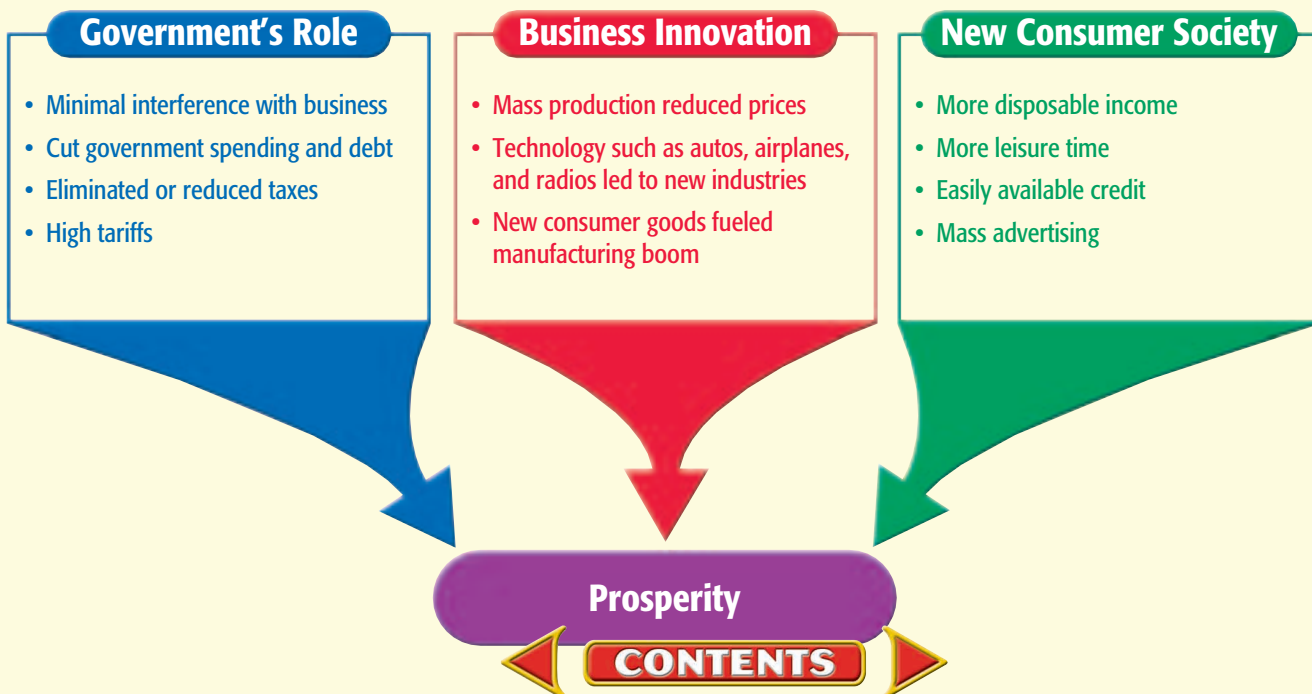 Government's Role
• Minimal interference with business
• Cut government spending and debt
• Eliminated or reduced taxes
• High tariffs
Business Innovation
• Mass production reduced prices
• Technology such as autos, airplanes,
and radios led to new industries
• New consumer goods fueled
manufacturing boom
New Consumer Society
• More disposable income
• More leisure time
• Easily available credit
• Mass advertising
Prosperity
CONTENTS